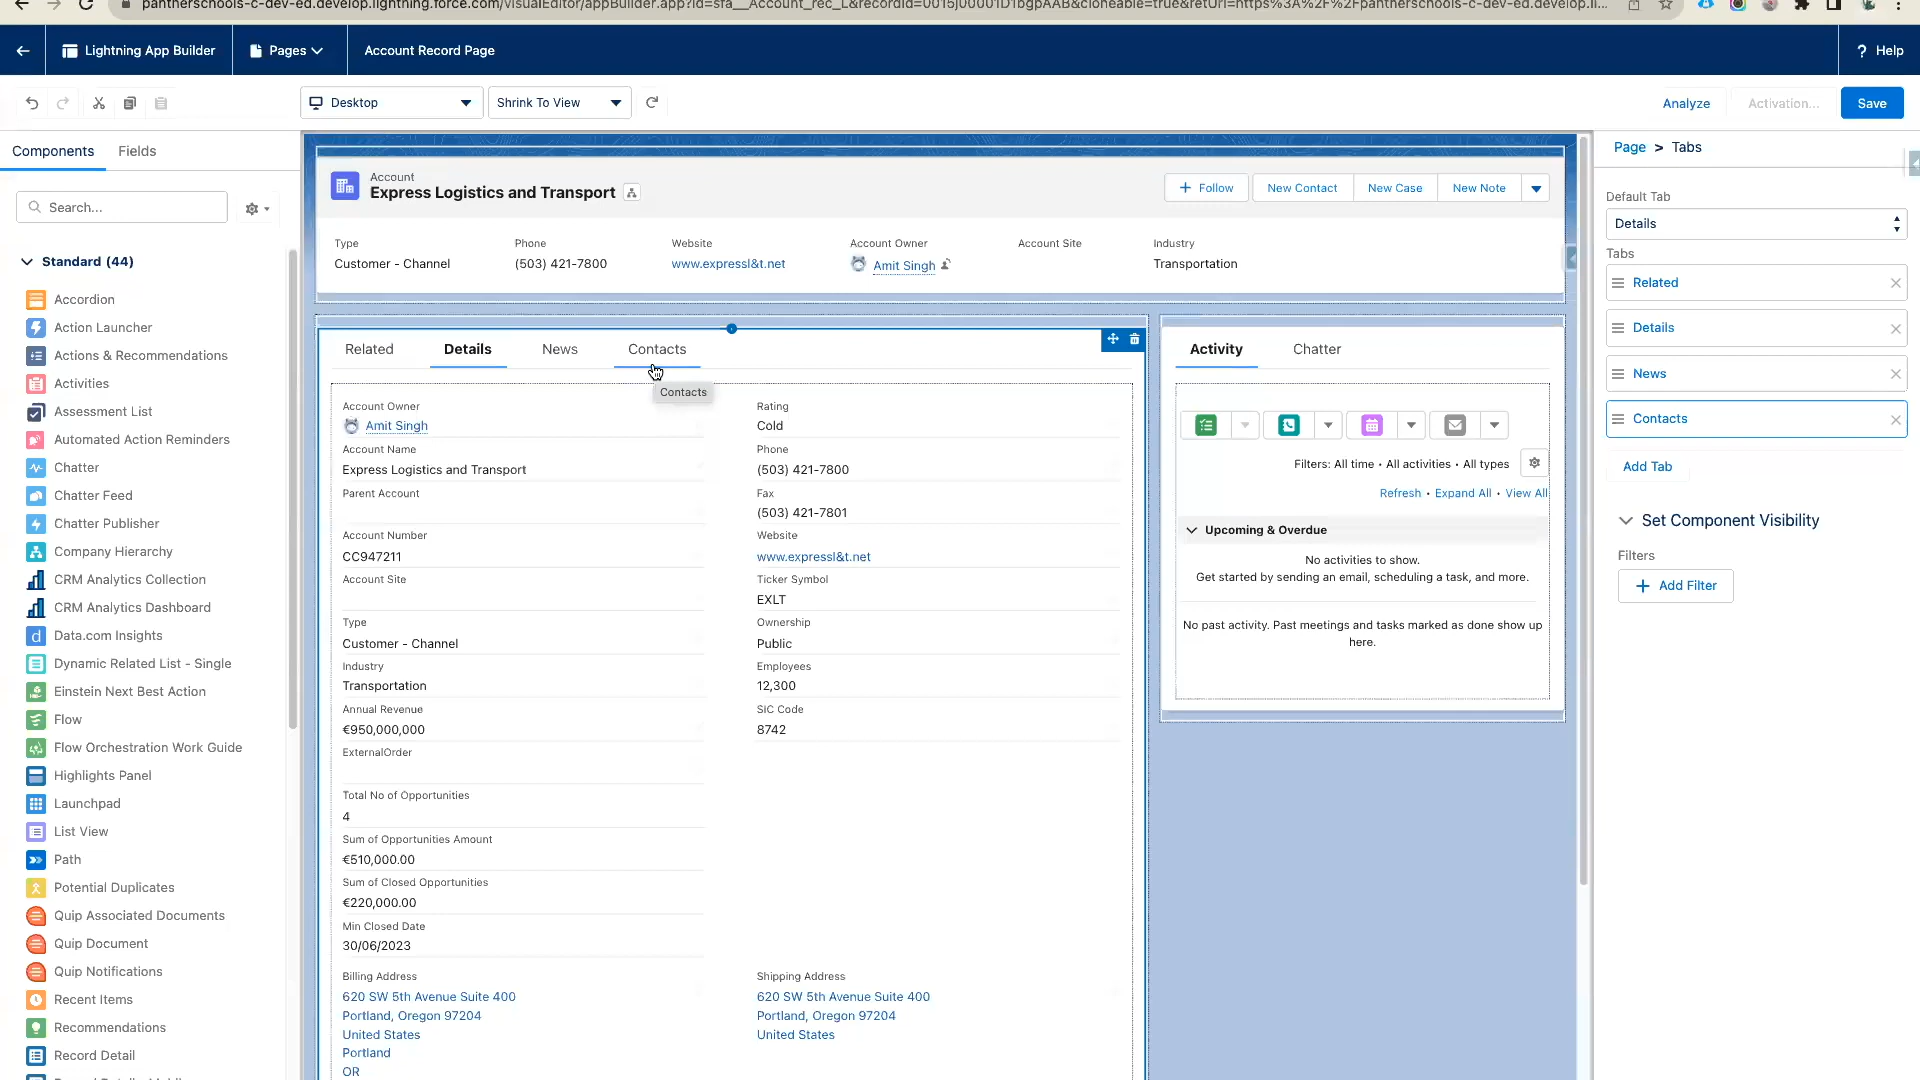 pantherschools-c-dev-ed.develop.lightning.force.com/visualEditor/appBuilder.app?id=sfa__Account_rec_L&recordId=0015j00001D1bgpAAB&cloneable=true&retUrl=https%3A%2F%2Fpantherschools-c-dev-ed.develop.li...
Lightning App Builder
Pages
Account Record Page
? Help
Desktop
Shrink To View
Analyze
Activation...
Save
Components
Fields
Search...
Standard (44)
Accordion
Action Launcher
Actions & Recommendations
Activities
Assessment List
Automated Action Reminders
Chatter
Chatter Feed
Chatter Publisher
Company Hierarchy
CRM Analytics Collection
CRM Analytics Dashboard
Data.com Insights
Dynamic Related List - Single
Einstein Next Best Action
Flow
Flow Orchestration Work Guide
Highlights Panel
Launchpad
List View
Path
Potential Duplicates
Quip Associated Documents
Quip Document
Quip Notifications
Recent Items
Recommendations
Record Detail
Account
Express Logistics and Transport
+ Follow
New Contact
New Case
New Note
Type
Customer - Channel
Phone
(503) 421-7800
Website
www.expressl&t.net
Account Owner
Amit Singh
Account Site
Industry
Transportation
Related
Details
News
Contacts
Contacts
Account Owner
Amit Singh
Account Name
Express Logistics and Transport
Parent Account
Account Number
CC947211
Account Site
Type
Customer - Channel
Industry
Transportation
Annual Revenue
€950,000,000
ExternalOrder
Total No of Opportunities
4
Sum of Opportunities Amount
€510,000.00
Sum of Closed Opportunities
€220,000.00
Min Closed Date
30/06/2023
Billing Address
620 SW 5th Avenue Suite 400
Portland, Oregon 97204
United States
Portland
OR
Rating
Cold
Phone
(503) 421-7800
Fax
(503) 421-7801
Website
www.expressl&t.net
Ticker Symbol
EXLT
Ownership
Public
Employees
12,300
SIC Code
8742
Shipping Address
620 SW 5th Avenue Suite 400
Portland, Oregon 97204
United States
Activity
Chatter
Filters: All time • All activities • All types
Refresh • Expand All • View All
Upcoming & Overdue
No activities to show.
Get started by sending an email, scheduling a task, and more.
No past activity. Past meetings and tasks marked as done show up
here.
Page > Tabs
Default Tab
Details
Tabs
Related
Details
News
Contacts
Add Tab
Set Component Visibility
Filters
+ Add Filter